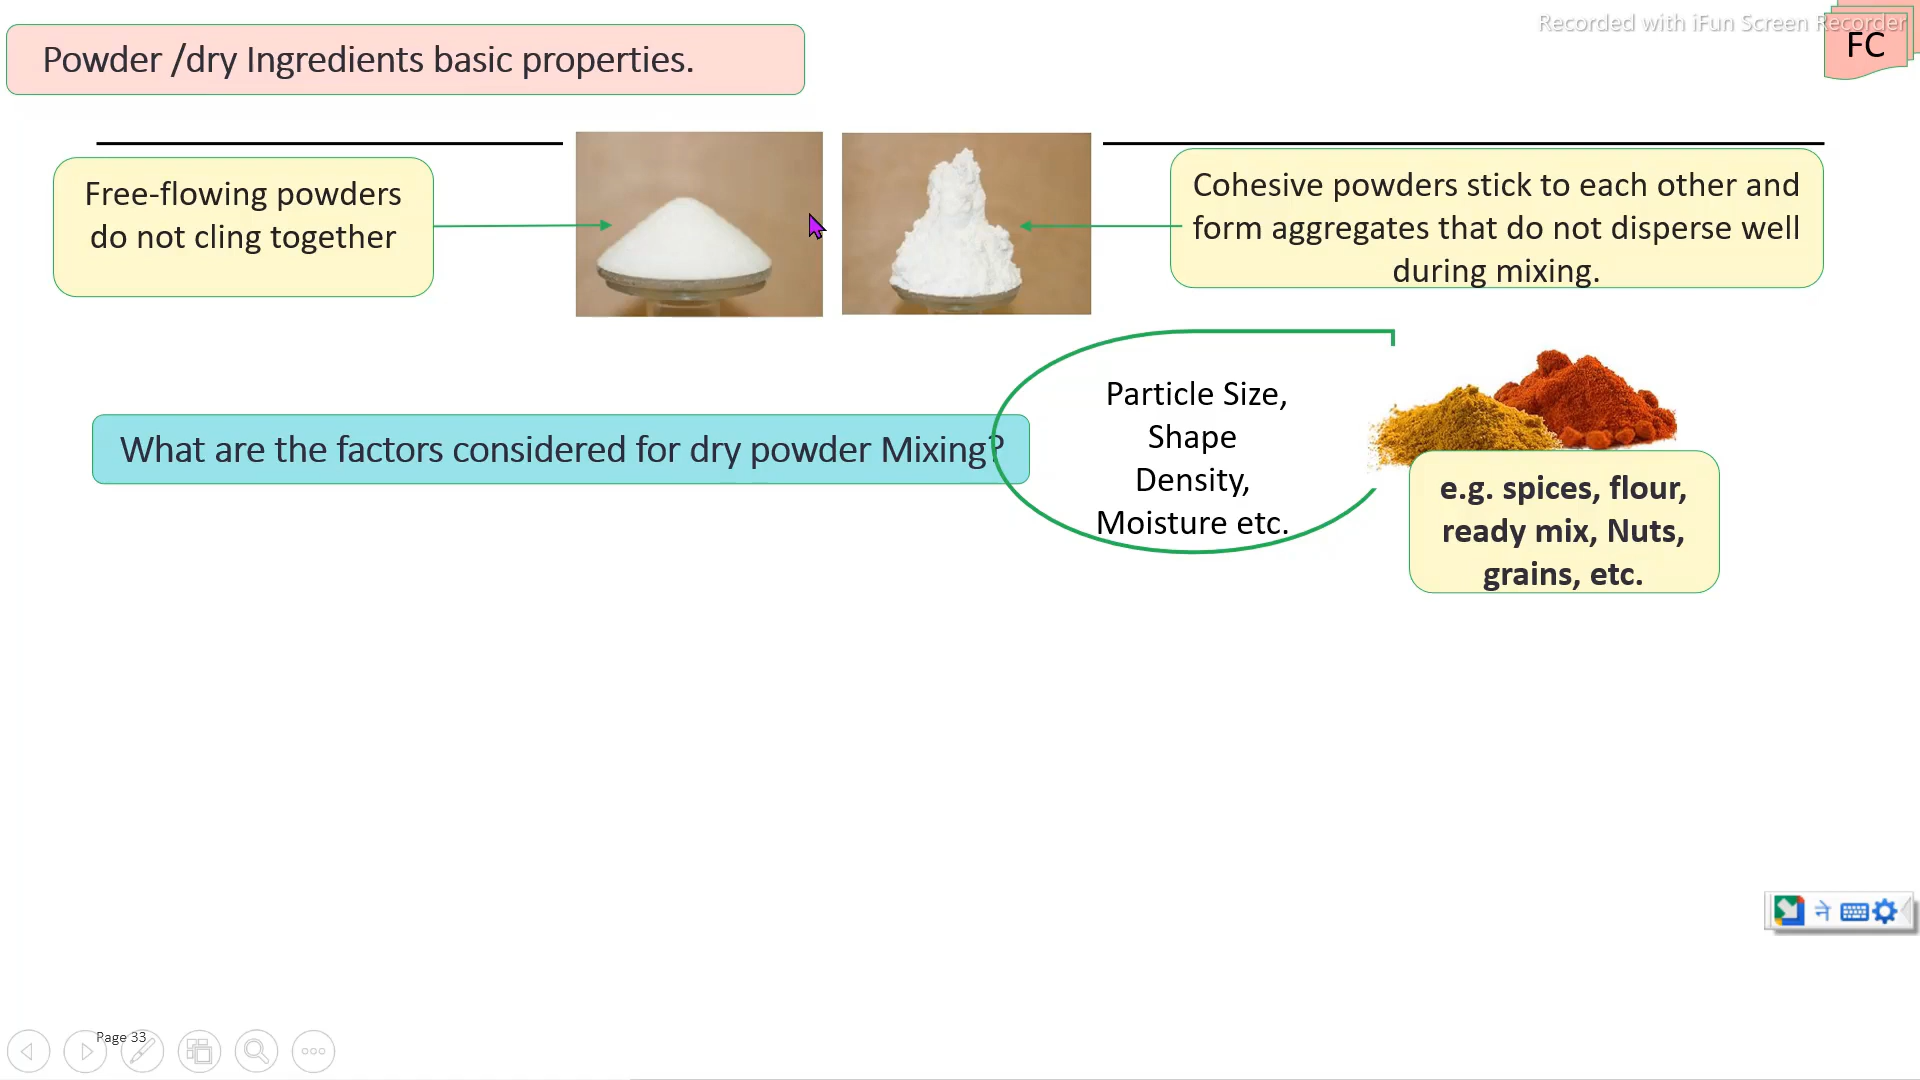 Recorded with iFun Screen Recorder
FC
Powder /dry Ingredients basic properties.
Free-flowing powders
do not cling together
Cohesive powders stick to each other and
form aggregates that do not disperse well
during mixing.
What are the factors considered for dry powder Mixing?
Particle Size,
Shape
Density,
Moisture etc.
e.g. spices, flour,
ready mix, Nuts,
grains, etc.
ने
Page 33